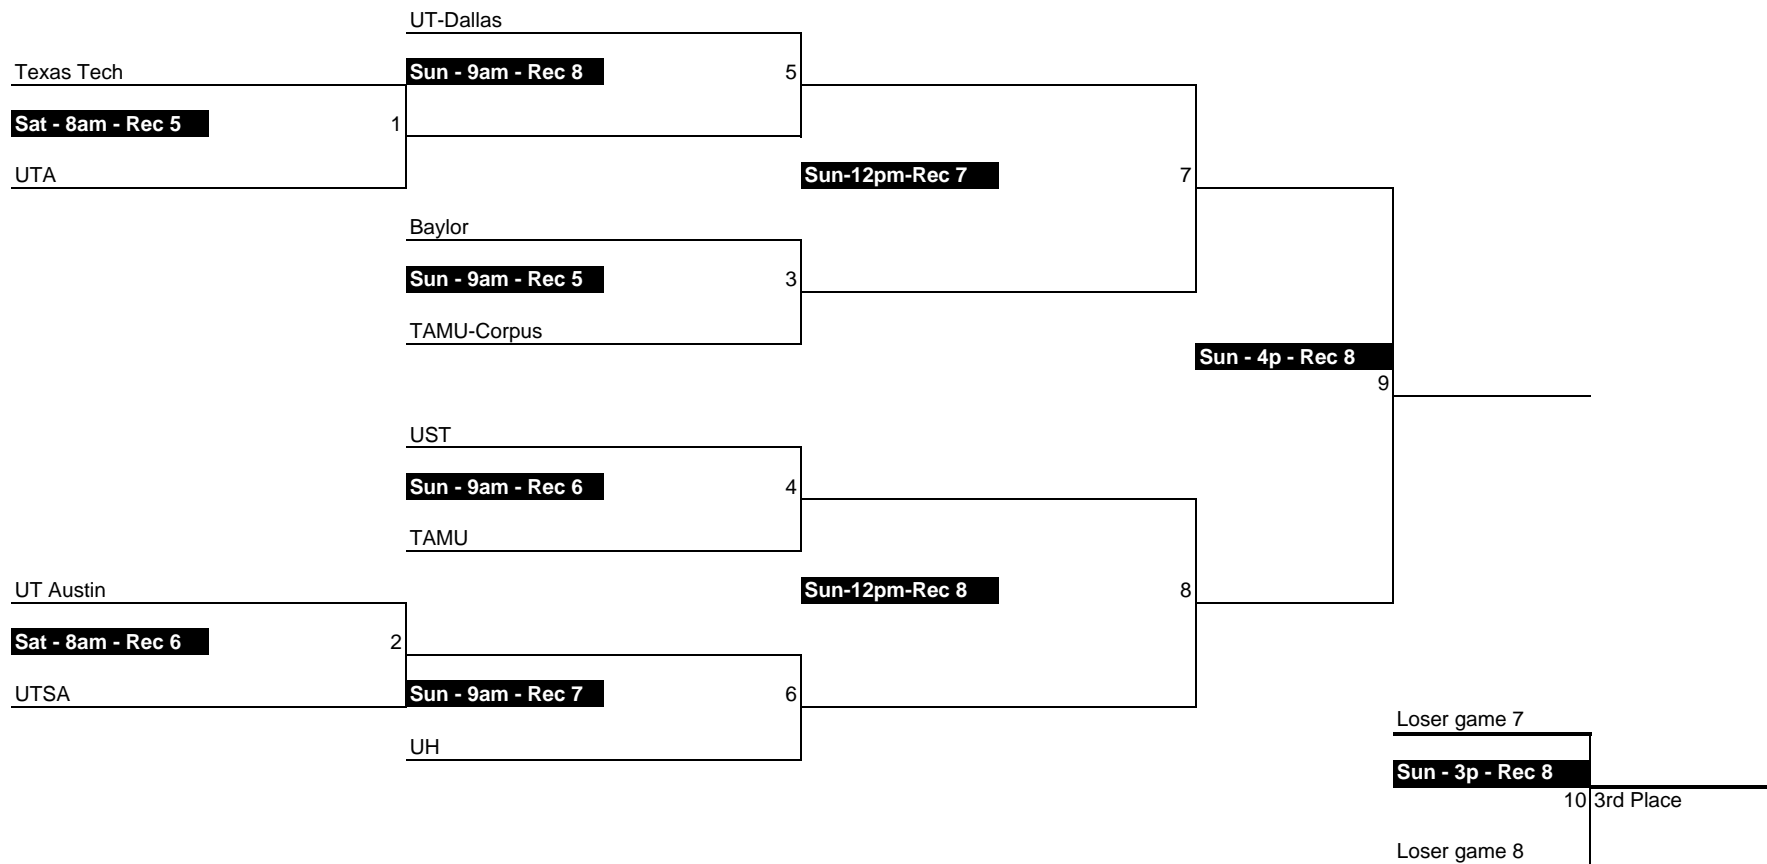 UT-Dallas
Texas Tech
Sun - 9am - Rec 8
5
Sat - 8am - Rec 5
1
UTA
Sun-12pm-Rec 7
7
Baylor
Sun - 9am - Rec 5
3
TAMU-Corpus
Sun - 4p - Rec 8
9
UST
Sun - 9am - Rec 6
4
TAMU
UT Austin
Sun-12pm-Rec 8
8
Sat - 8am - Rec 6
2
UTSA
Sun - 9am - Rec 7
6
Loser game 7
UH
Sun - 3p - Rec 8
10 3rd Place
Loser game 8